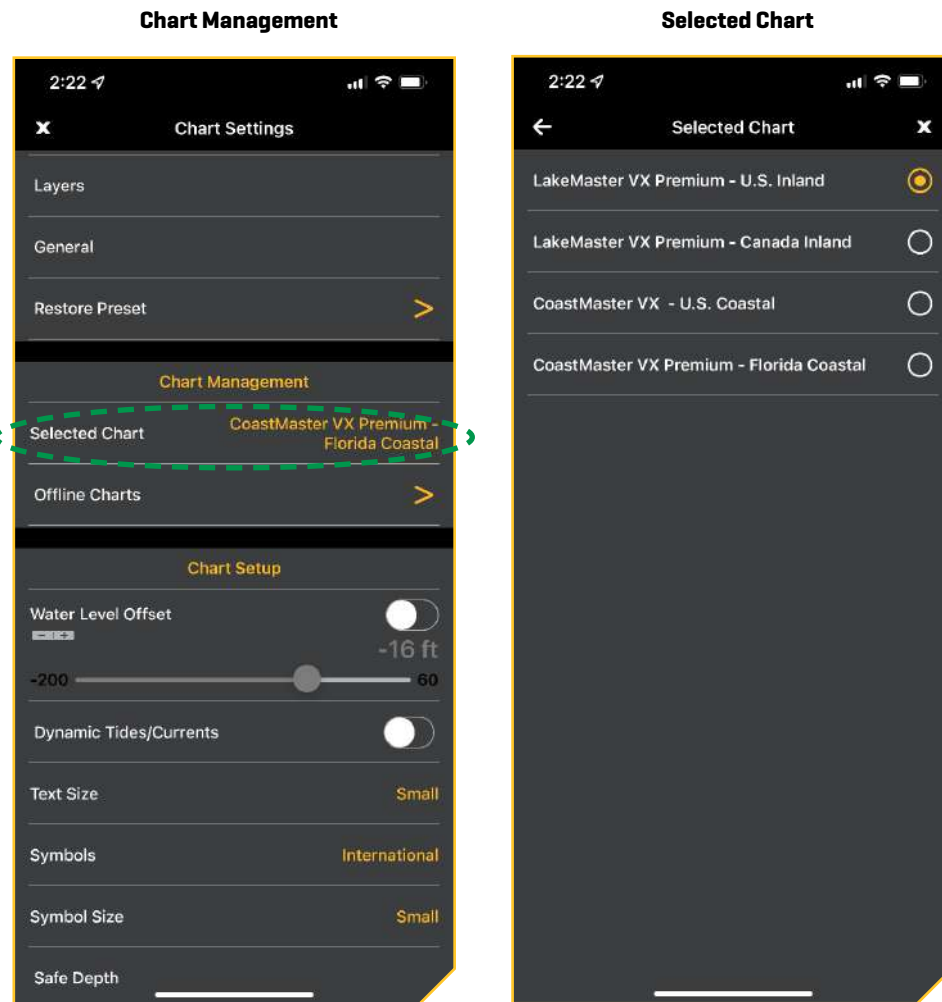 Chart Management
2:22
Chart Settings
Layers
General
Restore Preset
Chart Management
Selected Chart
CoastMaster VX Premium -
Florida Coastal
Offline Charts
Chart Setup
Water Level Offset
- +
-16 ft
-200
60
Dynamic Tides/Currents
Text Size
Small
Symbols
International
Symbol Size
Small
Safe Depth
Selected Chart
2:22
Selected Chart
LakeMaster VX Premium - U.S. Inland
LakeMaster VX Premium - Canada Inland
CoastMaster VX - U.S. Coastal
CoastMaster VX Premium - Florida Coastal